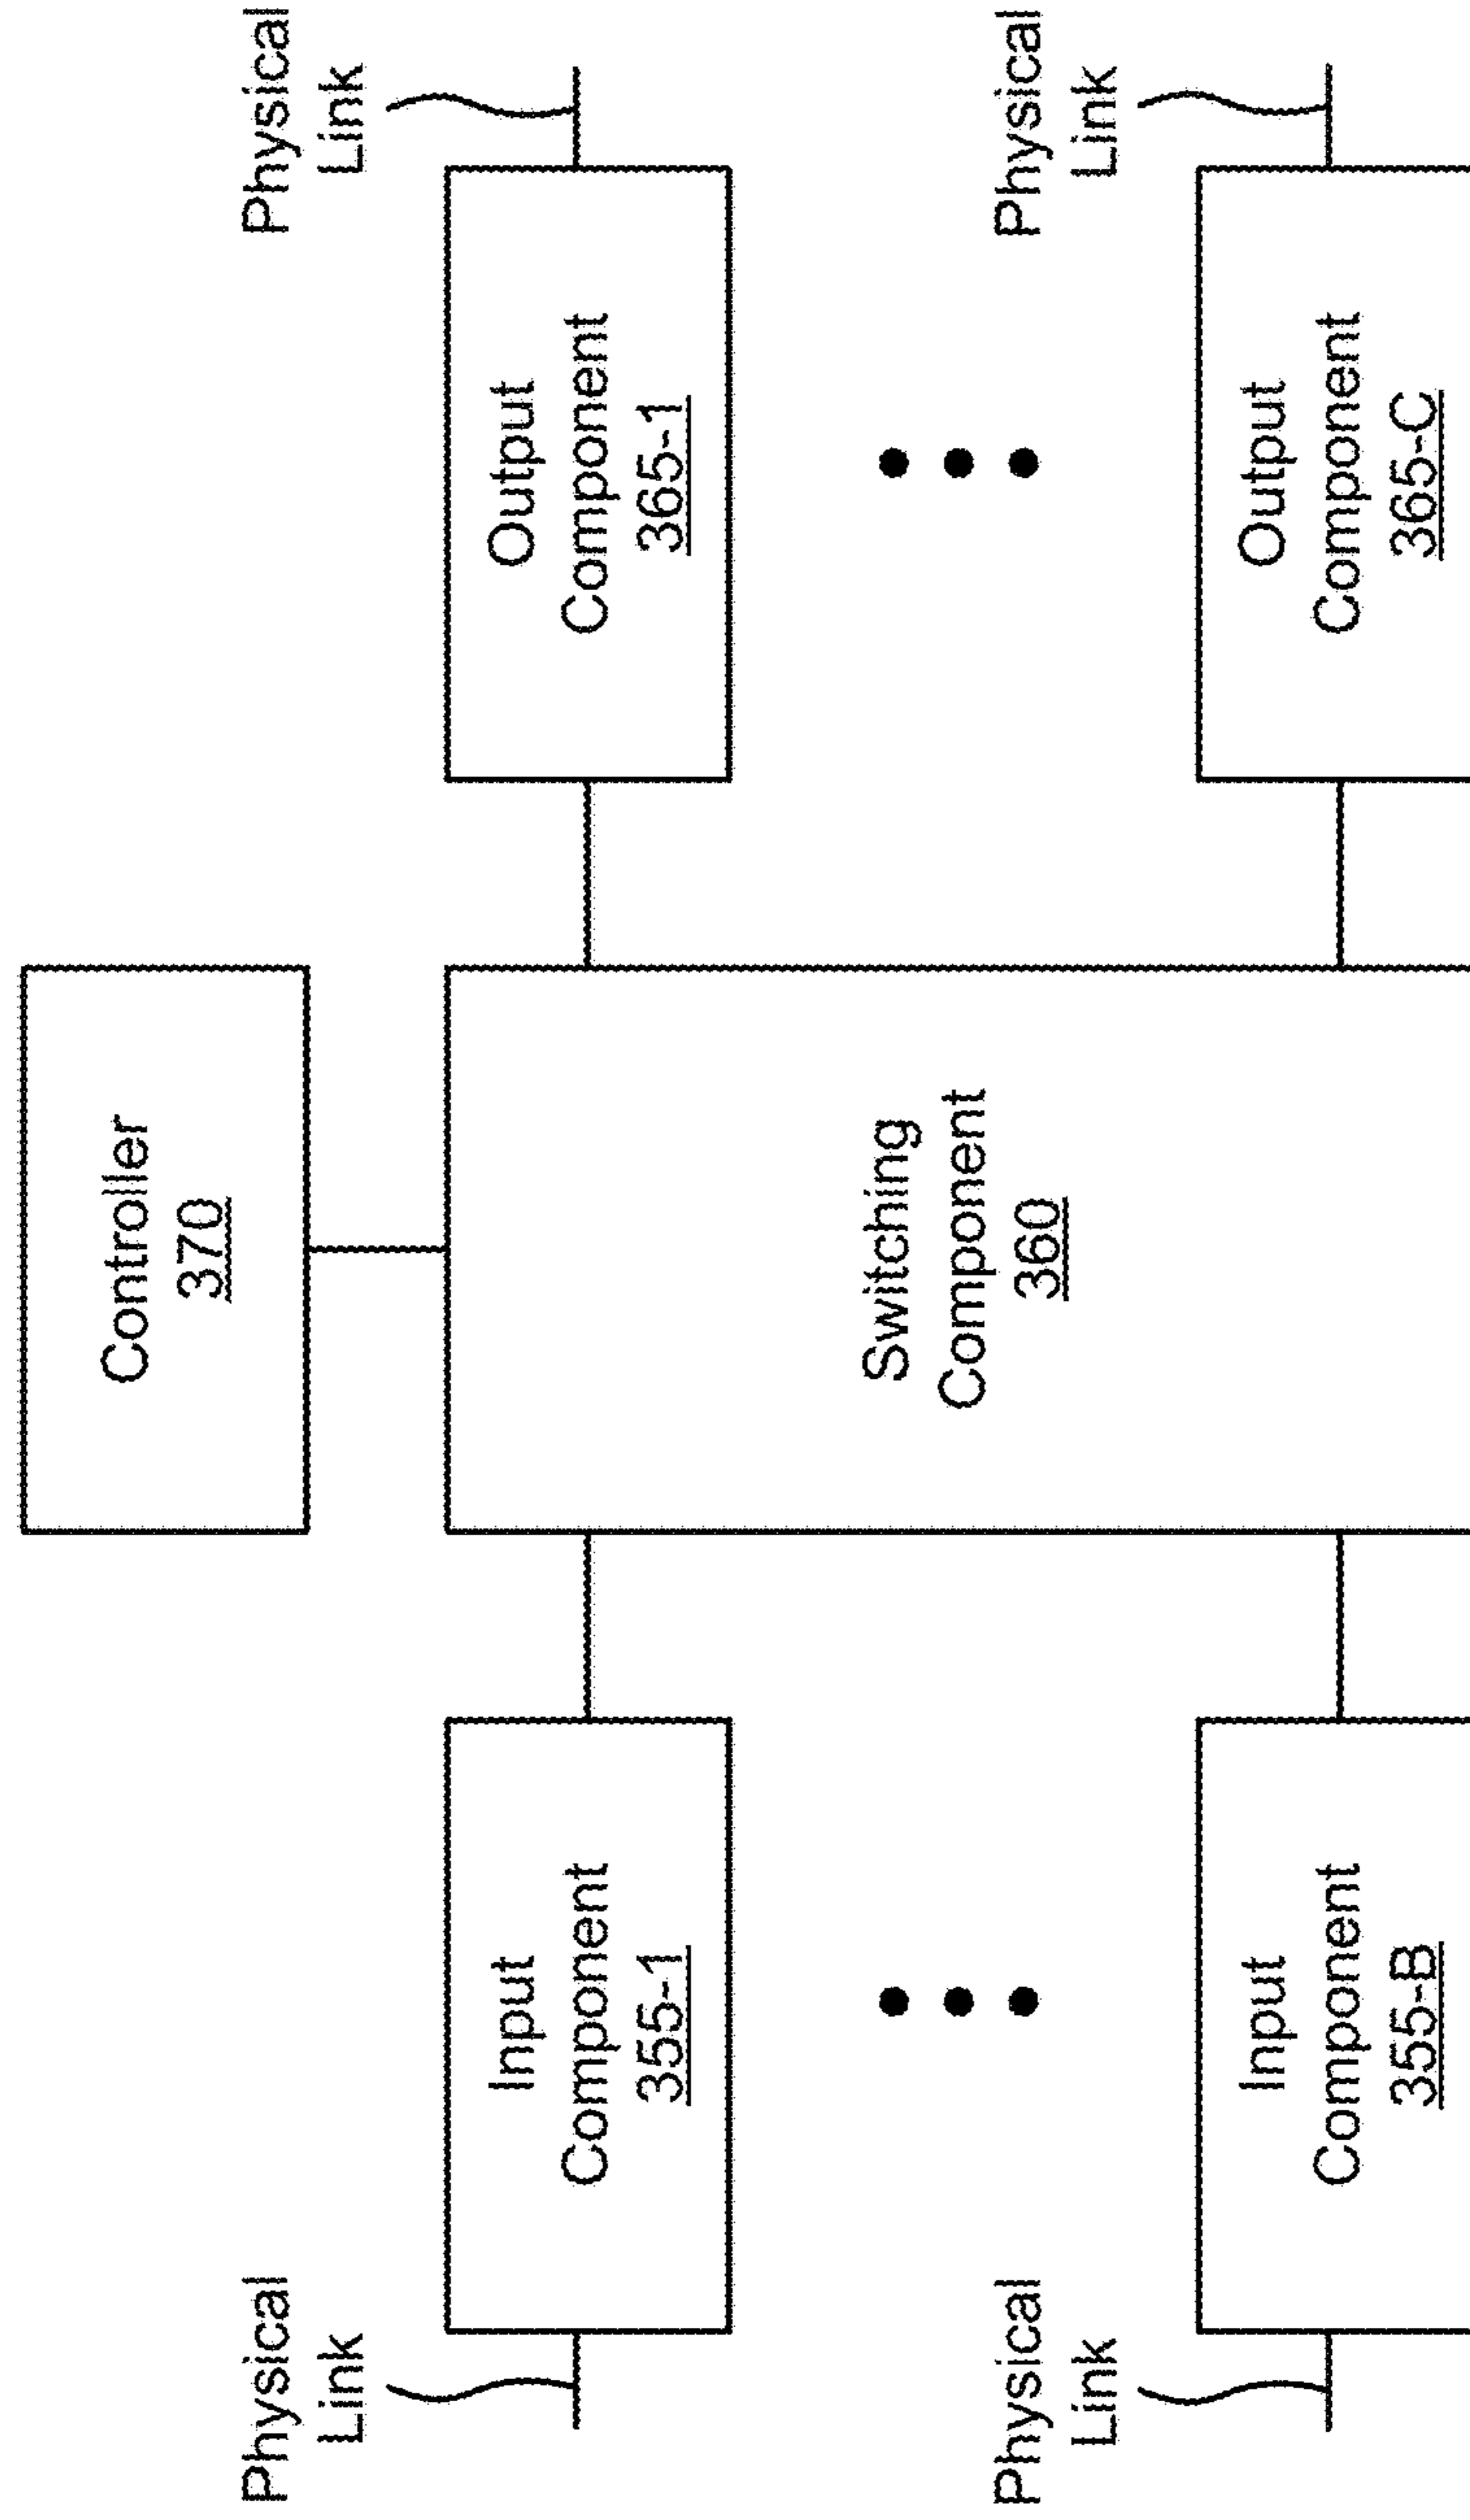 Controller
370
Physical
Link
Input
Component
355-1
Switching
Component
360
Output
Component
365-1
Physical
Link
Physical
Link
Input
Component
355-B
Output
Component
365-C
Physical
Link